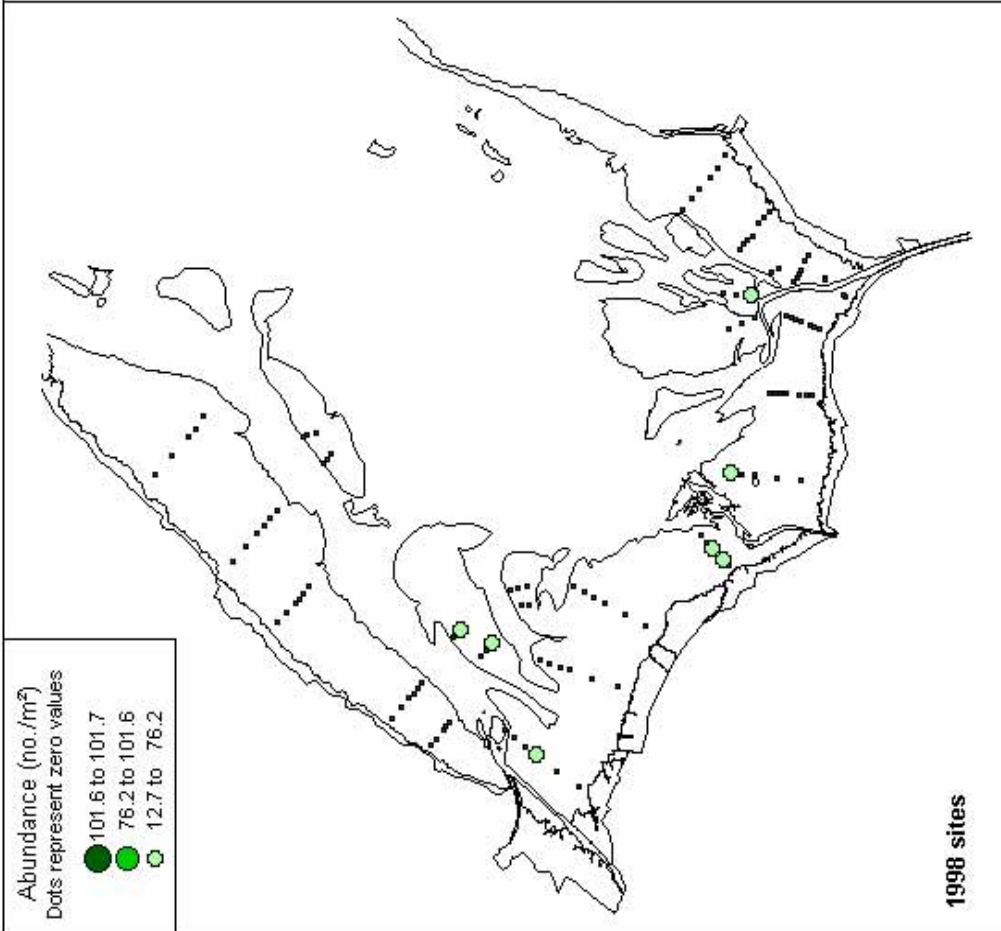 Abundance (no./m²)
Dots represent zero values
101.6 to 101.7
76.2 to 101.6
12.7 to 76.2
1998 sites